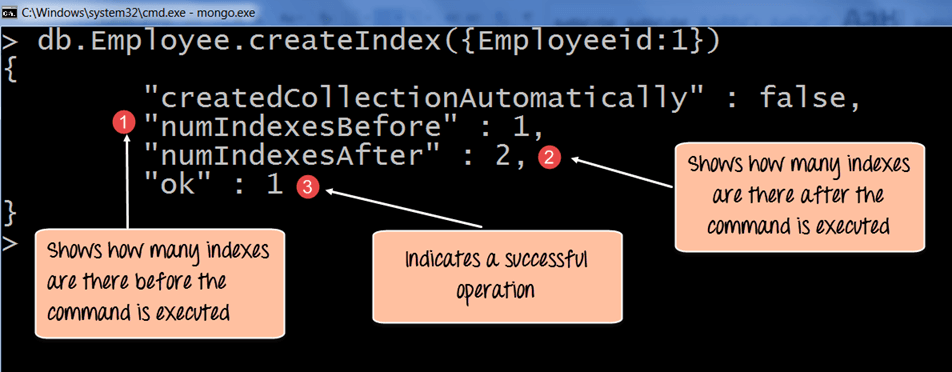 C:\Windows\system32\cmd.exe - mongo.exe
> db.Employee.createIndex({Employeeid:1})
{
"createdCollectionAutomatically" : false,
1 "numIndexesBefore" : 1,
"numIndexesAfter" : 2, 2
"ok" : 1 3
}
>
Shows how many indexes
are there before the
command is executed
Indicates a successful
operation
Shows how many indexes
are there after the
command is executed